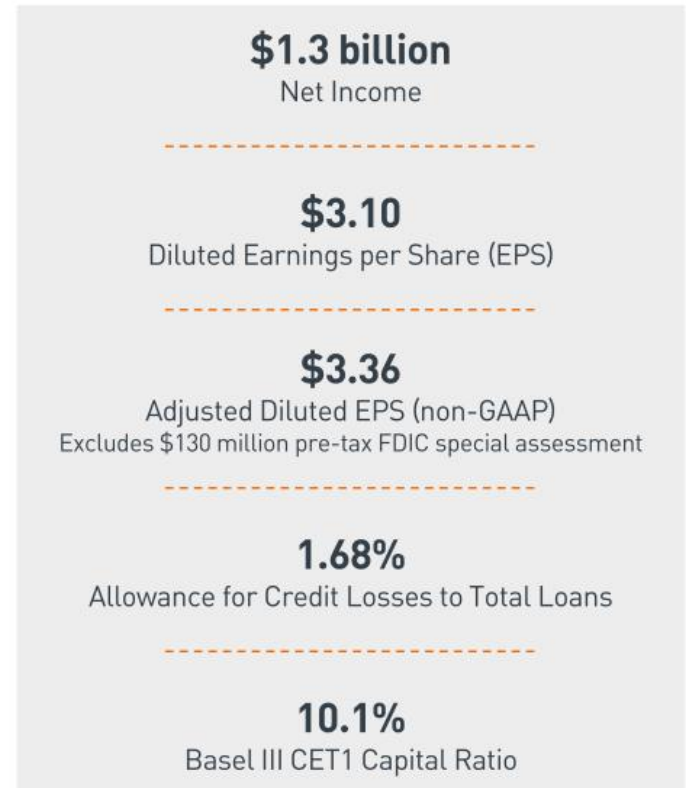 $1.3 billion
Net Income
$3.10
Diluted Earnings per Share (EPS)
$3.36
Adjusted Diluted EPS (non-GAAP)
Excludes $130 million pre-tax FDIC special assessment
1.68%
Allowance for Credit Losses to Total Loans
10.1%
Basel III CET1 Capital Ratio